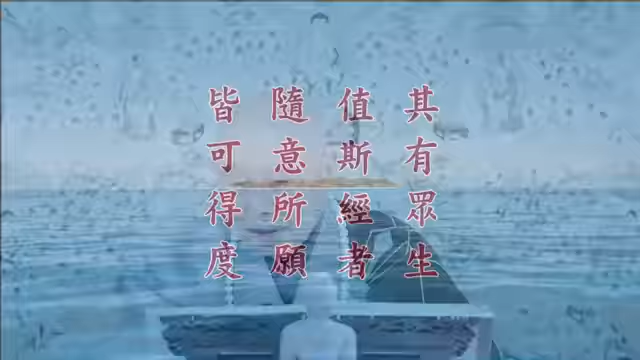 其有眾生
值斯經者
隨意所願
皆可得度